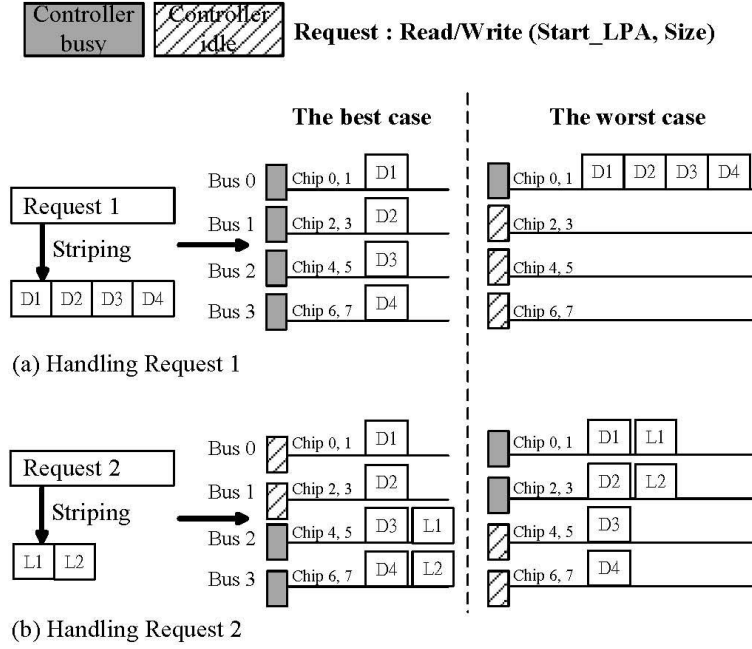 Controller busy
Controller idle
Request : Read/Write (Start_LPA, Size)
The best case
The worst case
Request 1
Striping
D1 D2 D3 D4
Bus 0 Chip 0, 1 D1
Bus 1 Chip 2, 3 D2
Bus 2 Chip 4, 5 D3
Bus 3 Chip 6, 7 D4
Chip 0, 1 D1 D2 D3 D4
Chip 2, 3
Chip 4, 5
Chip 6, 7
(a) Handling Request 1
Request 2
Striping
L1 L2
Bus 0 Chip 0, 1 D1
Bus 1 Chip 2, 3 D2
Bus 2 Chip 4, 5 D3 L1
Bus 3 Chip 6, 7 D4 L2
Chip 0, 1 D1 L1
Chip 2, 3 D2 L2
Chip 4, 5 D3
Chip 6, 7 D4
(b) Handling Request 2